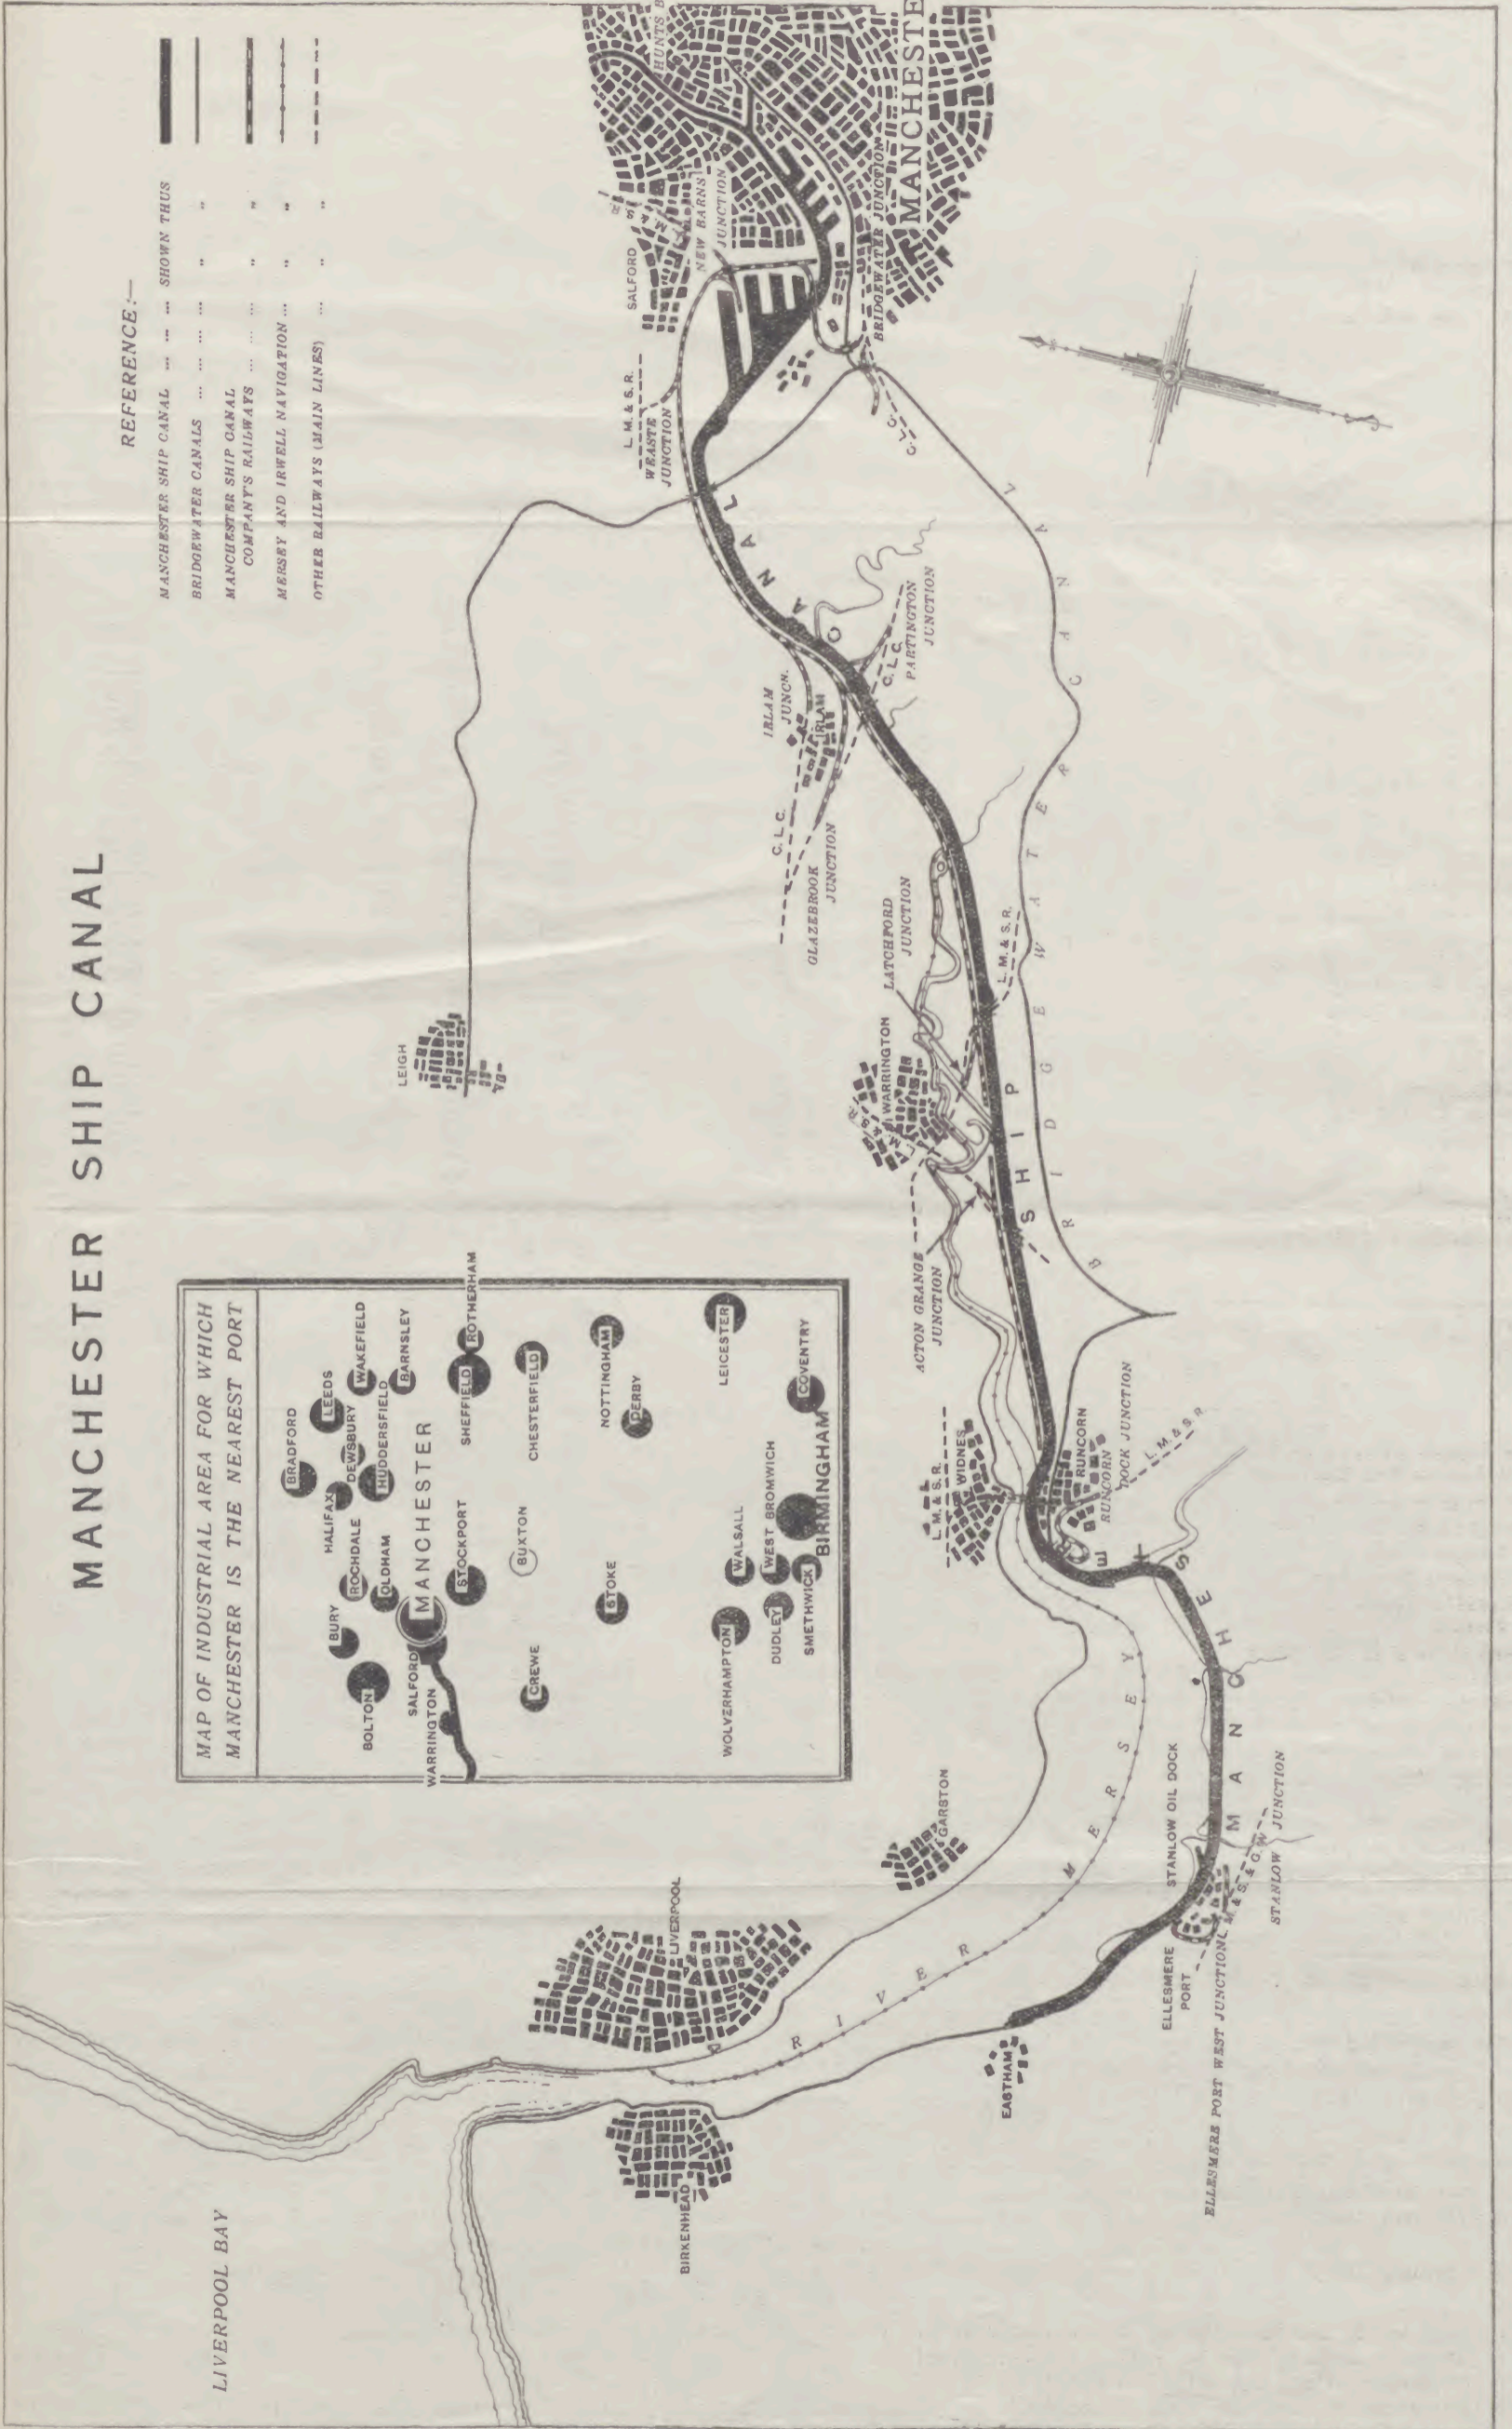 MANCHESTER SHIP CANAL
LIVERPOOL BAY
REFERENCE:—
MANCHESTER SHIP CANAL ... ... ... SHOWN THUS
BRIDGEWATER CANALS ... ... ... ... „ „
MANCHESTER SHIP CANAL
COMPANY'S RAILWAYS ... ... ... „ „
MERSEY AND IRWELL NAVIGATION ... „ „
OTHER RAILWAYS (MAIN LINES) ... „ „
MAP OF INDUSTRIAL AREA FOR WHICH
MANCHESTER IS THE NEAREST PORT
BRADFORD
LEEDS
HALIFAX
DEWSBURY
WAKEFIELD
BURY
ROCHDALE
HUDDERSFIELD
BOLTON
OLDHAM
BARNSLEY
SALFORD
MANCHESTER
WARRINGTON
STOCKPORT
SHEFFIELD
ROTHERHAM
CREWE
BUXTON
CHESTERFIELD
STOKE
NOTTINGHAM
DERBY
WOLVERHAMPTON
WALSALL
LEICESTER
DUDLEY
WEST BROMWICH
SMETHWICK
BIRMINGHAM
COVENTRY
LEIGH
BIRKENHEAD
LIVERPOOL
GARSTON
EASTHAM
RIVER MERSEY
ELLESMERE
PORT
STANLOW OIL DOCK
ELLESMERE PORT WEST JUNCTION
L. M. & S. & G. W.
STANLOW JUNCTION
MANCHESTER SHIP CANAL
L. M. & S. R.
WIDNES
RUNCORN
RUNCORN
DOCK JUNCTION
L. M. & S. R.
ACTON GRANGE
JUNCTION
L. M. & S. R.
WARRINGTON
LATCHFORD
JUNCTION
L. M. & S. R.
BRIDGEWATER CANAL
C. L. C.
GLAZEBROOK
JUNCTION
IRLAM
JUNCN.
IRLAM
C. L. C.
PARTINGTON
JUNCTION
L. M. & S. R.
WEASTE
JUNCTION
SALFORD
L. M. & S. R.
NEW BARNS
JUNCTION
C. L. C.
BRIDGEWATER JUNCTION
HUNTS B
MANCHESTE